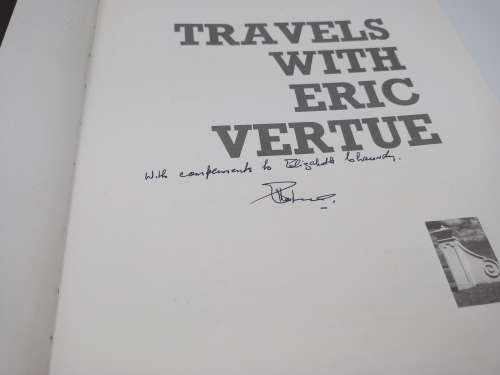 TRAVELS
WITH
ERIC
VERTUE
With compliments to Elizabeth